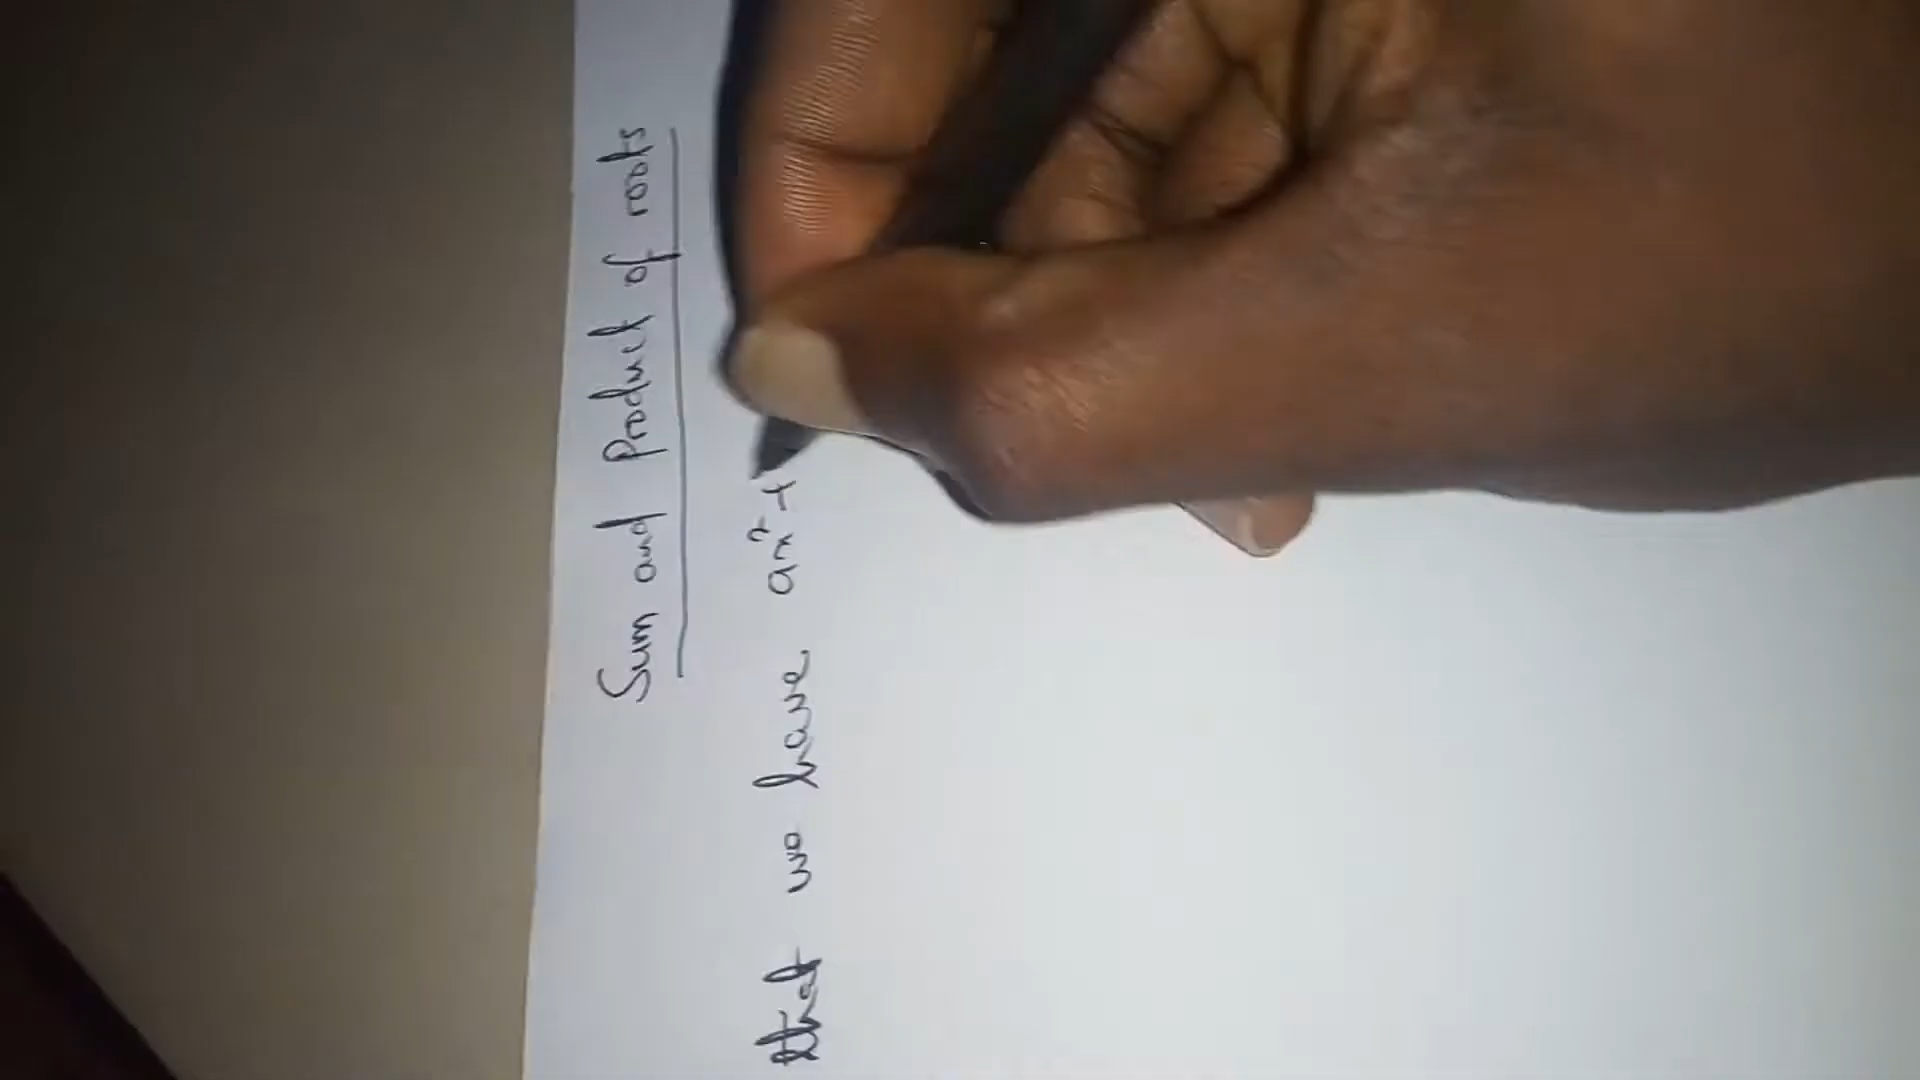 Sum and Product of roots
that we have ax²+